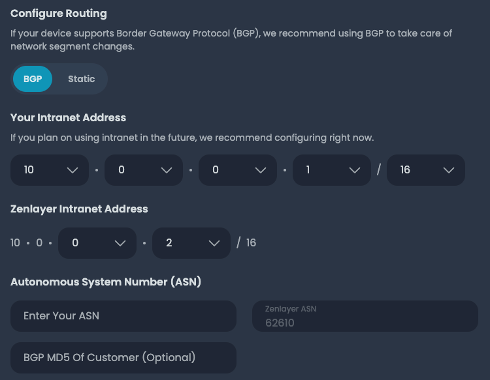 Configure Routing
If your device supports Border Gateway Protocol (BGP), we recommend using BGP to take care of
network segment changes.
BGP Static
Your Intranet Address
If you plan on using intranet in the future, we recommend configuring right now.
10 • 0 • 0 • 1 / 16
Zenlayer Intranet Address
10 • 0 • 0 • 2 / 16
Autonomous System Number (ASN)
Enter Your ASN
Zenlayer ASN
62610
BGP MD5 Of Customer (Optional)